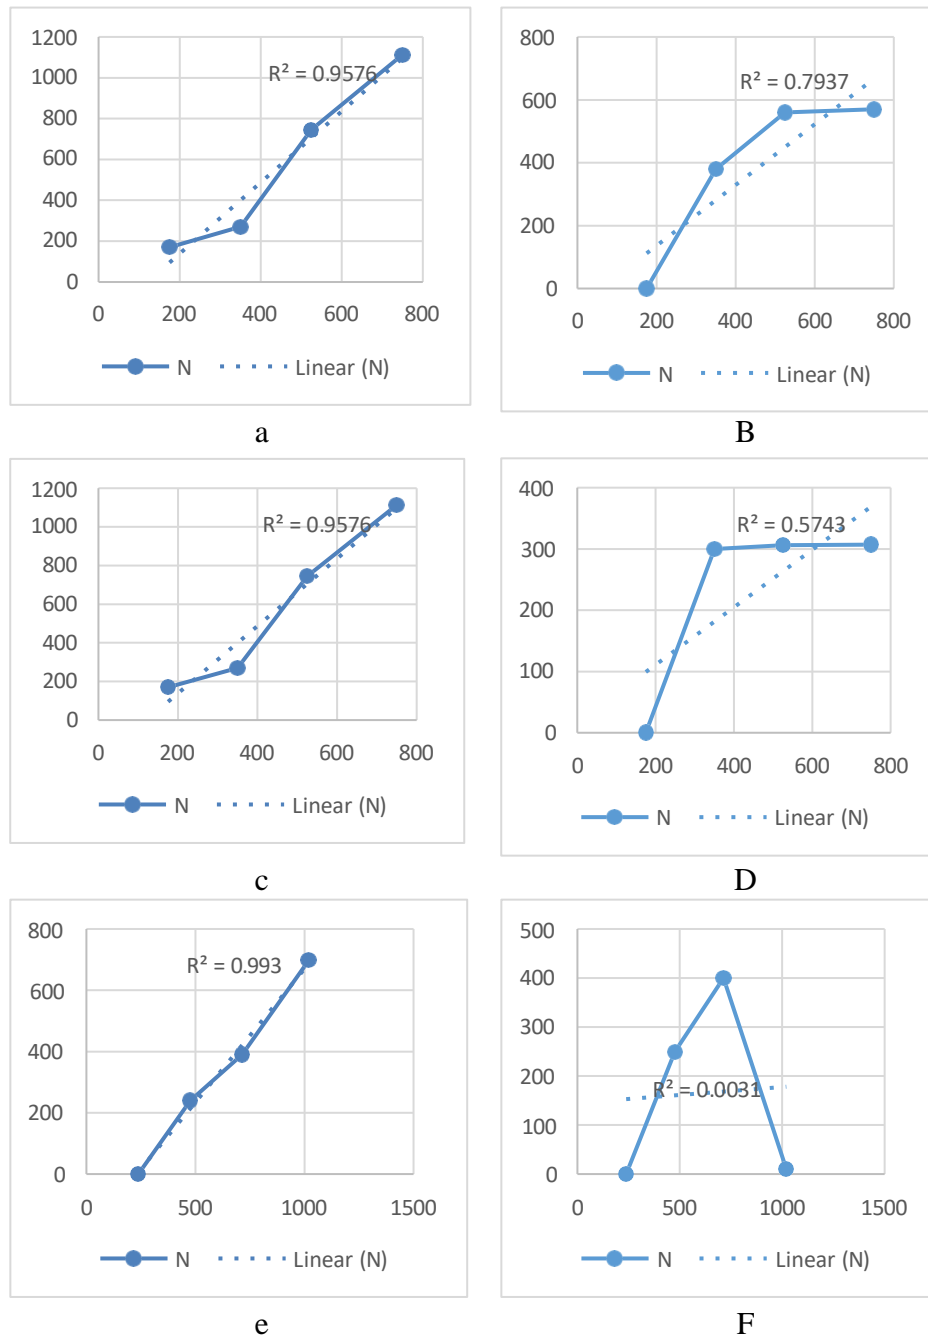 1200
1000
800
600
400
200
0
0 200 400 600 800
R² = 0.9576
N Linear (N)
a
800
600
400
200
0
0 200 400 600 800
R² = 0.7937
N Linear (N)
B
1200
1000
800
600
400
200
0
0 200 400 600 800
R² = 0.9576
N Linear (N)
c
400
300
200
100
0
0 200 400 600 800
R² = 0.5743
N Linear (N)
D
800
600
400
200
0
0 500 1000 1500
R² = 0.993
N Linear (N)
e
500
400
300
200
100
0
0 500 1000 1500
R² = 0.0031
N Linear (N)
F